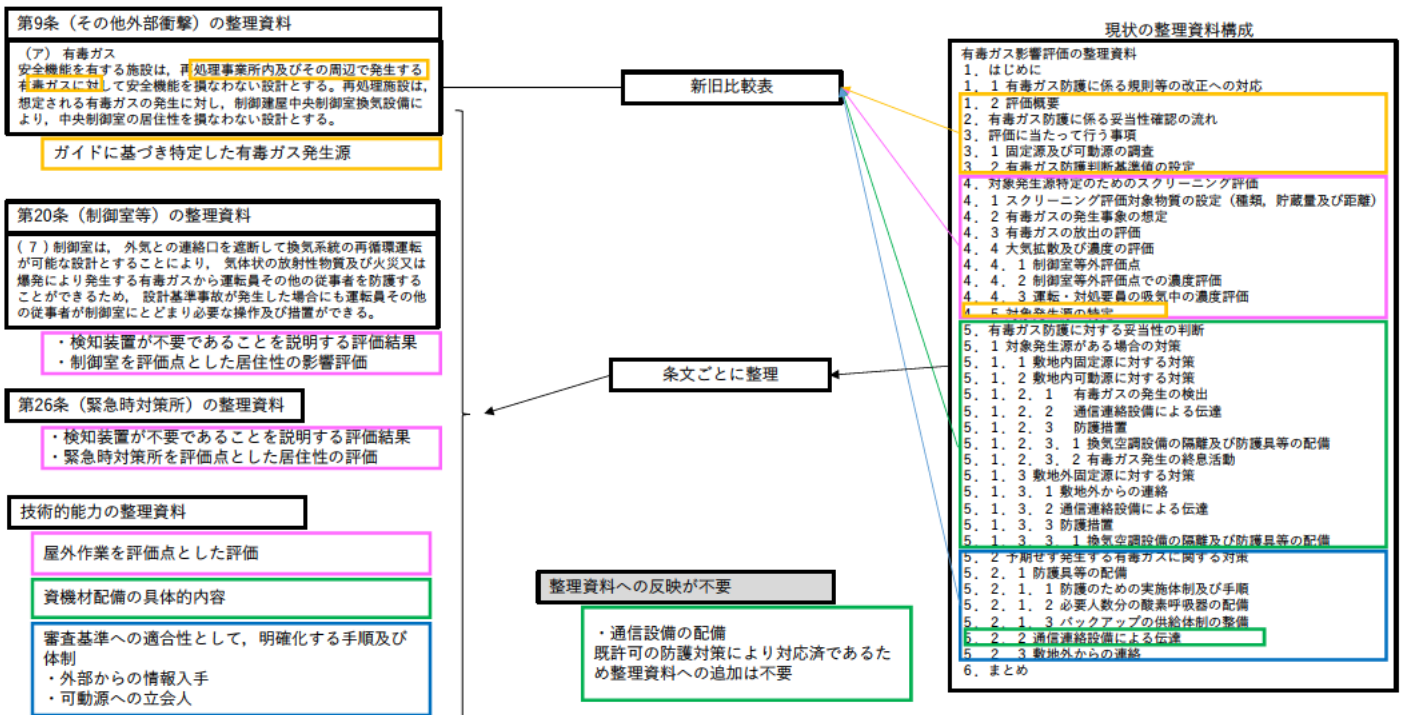 第9条（その他外部衝撃）の整理資料
（ア） 有毒ガス
安全機能を有する施設は，再処理事業所内及びその周辺で発生する
有毒ガスに対して安全機能を損なわない設計とする。再処理施設は，
想定される有毒ガスの発生に対し，制御建屋中央制御室換気設備に
より，中央制御室の居住性を損なわない設計とする。
ガイドに基づき特定した有毒ガス発生源
第20条（制御室等）の整理資料
（７）制御室は， 外気との連絡口を遮断して換気系統の再循環運転
が可能な設計とすることにより， 気体状の放射性物質及び火災又は
爆発により発生する有毒ガスから運転員その他の従事者を防護する
ことができるため， 設計基準事故が発生した場合にも運転員その他
の従事者が制御室にとどまり必要な操作及び措置ができる。
・検知装置が不要であることを説明する評価結果
・制御室を評価点とした居住性の影響評価
第26条（緊急時対策所）の整理資料
・検知装置が不要であることを説明する評価結果
・緊急時対策所を評価点とした居住性の評価
技術的能力の整理資料
屋外作業を評価点とした評価
資機材配備の具体的内容
審査基準への適合性として，明確化する手順及び
体制
・外部からの情報入手
・可動源への立会人
新旧比較表
条文ごとに整理
整理資料への反映が不要
・通信設備の配備
既許可の防護対策により対応済であるた
め整理資料への追加は不要
現状の整理資料構成
有毒ガス影響評価の整理資料
１．はじめに
１．１ 有毒ガス防護に係る規則等の改正への対応
１．２ 評価概要
２．有毒ガス防護に係る妥当性確認の流れ
３．評価に当たって行う事項
３．１ 固定源及び可動源の調査
３．２ 有毒ガス防護判断基準値の設定
４．対象発生源特定のためのスクリーニング評価
４．１ スクリーニング評価対象物質の設定（種類，貯蔵量及び距離）
４．２ 有毒ガスの発生事象の想定
４．３ 有毒ガスの放出の評価
４．４ 大気拡散及び濃度の評価
４．４．１ 制御室等外評価点
４．４．２ 制御室等外評価点での濃度評価
４．４．３ 運転・対処要員の吸気中の濃度評価
４．５ 対象発生源の特定
５．有毒ガス防護に対する妥当性の判断
５．１ 対象発生源がある場合の対策
５．１．１ 敷地内固定源に対する対策
５．１．２ 敷地内可動源に対する対策
５．１．２．１ 有毒ガスの発生の検出
５．１．２．２ 通信連絡設備による伝達
５．１．２．３ 防護措置
５．１．２．３．１ 換気空調設備の隔離及び防護具等の配備
５．１．２．３．２ 有毒ガス発生の終息活動
５．１．３ 敷地外固定源に対する対策
５．１．３．１ 敷地外からの連絡
５．１．３．２ 通信連絡設備による伝達
５．１．３．３ 防護措置
５．１．３．３．１ 換気空調設備の隔離及び防護具等の配備
５．２ 予期せず発生する有毒ガスに関する対策
５．２．１ 防護具等の配備
５．２．１．１ 防護のための実施体制及び手順
５．２．１．２ 必要人数分の酸素呼吸器の配備
５．２．１．３ バックアップの供給体制の整備
５．２．２ 通信連絡設備による伝達
５．２．３ 敷地外からの連絡
６．まとめ